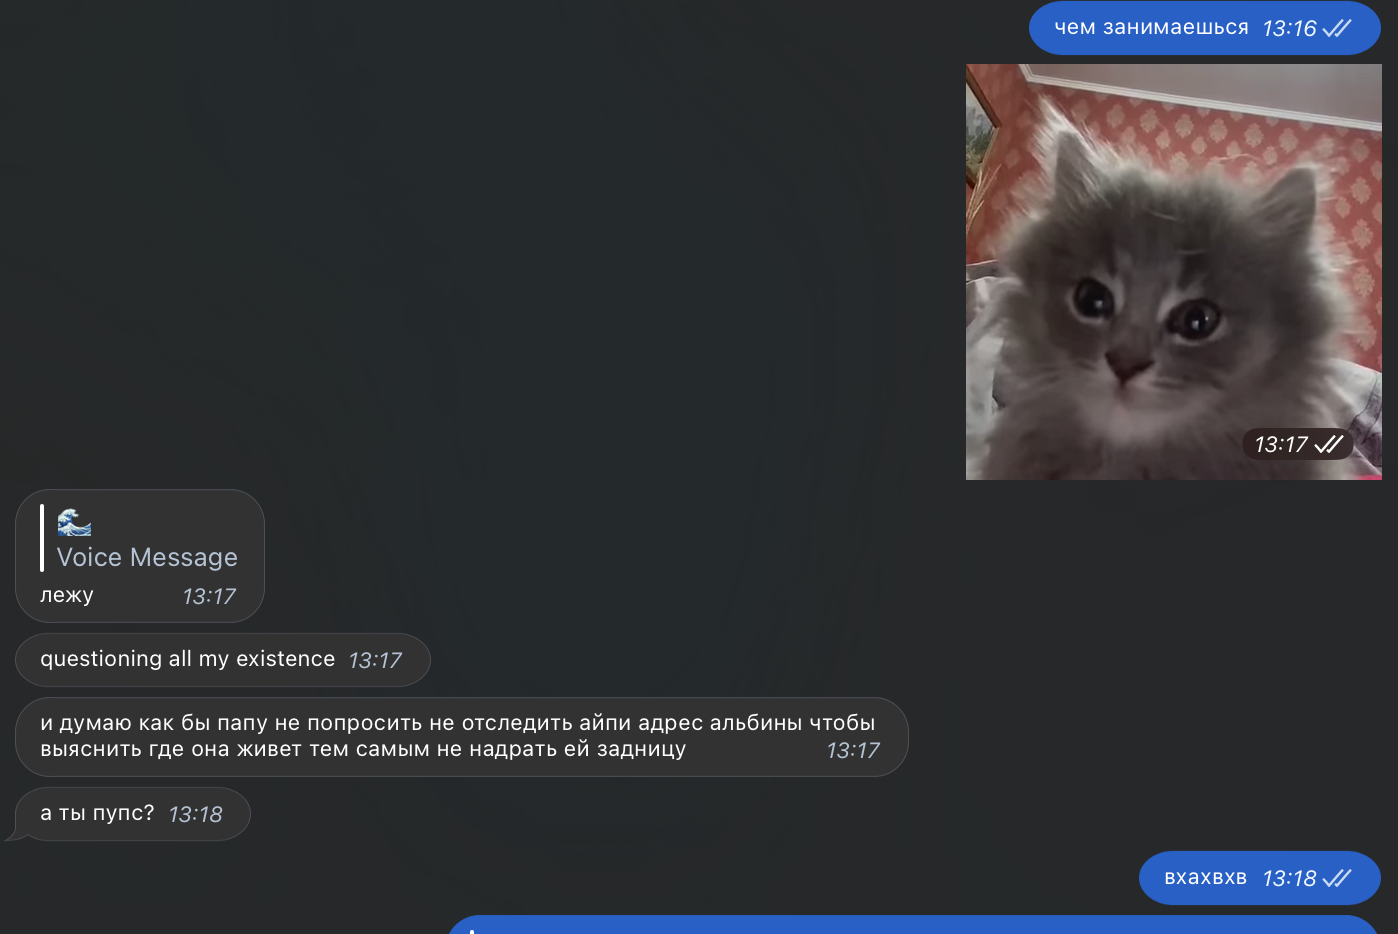 чем занимаешься 13:16
13:17
Voice Message
лежу 13:17
questioning all my existence 13:17
и думаю как бы папу не попросить не отследить айпи адрес альбины чтобы
выяснить где она живет тем самым не надрать ей задницу 13:17
а ты пупс? 13:18
вхахвхв 13:18